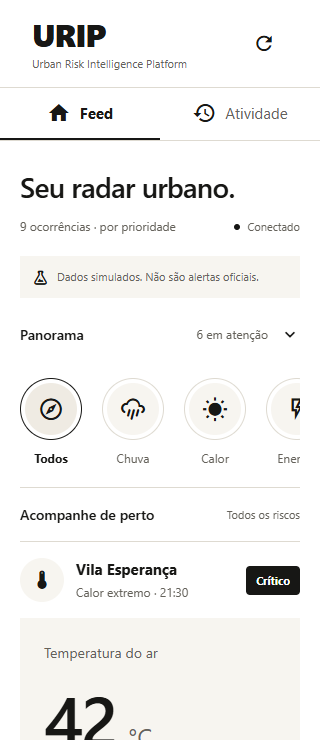 URIP
Urban Risk Intelligence Platform
Feed
Atividade
Seu radar urbano.
9 ocorrências · por prioridade
Conectado
Dados simulados. Não são alertas oficiais.
Panorama
6 em atenção
Todos
Chuva
Calor
Ener
Acompanhe de perto
Todos os riscos
Vila Esperança
Calor extremo · 21:30
Crítico
Temperatura do ar
42 °C